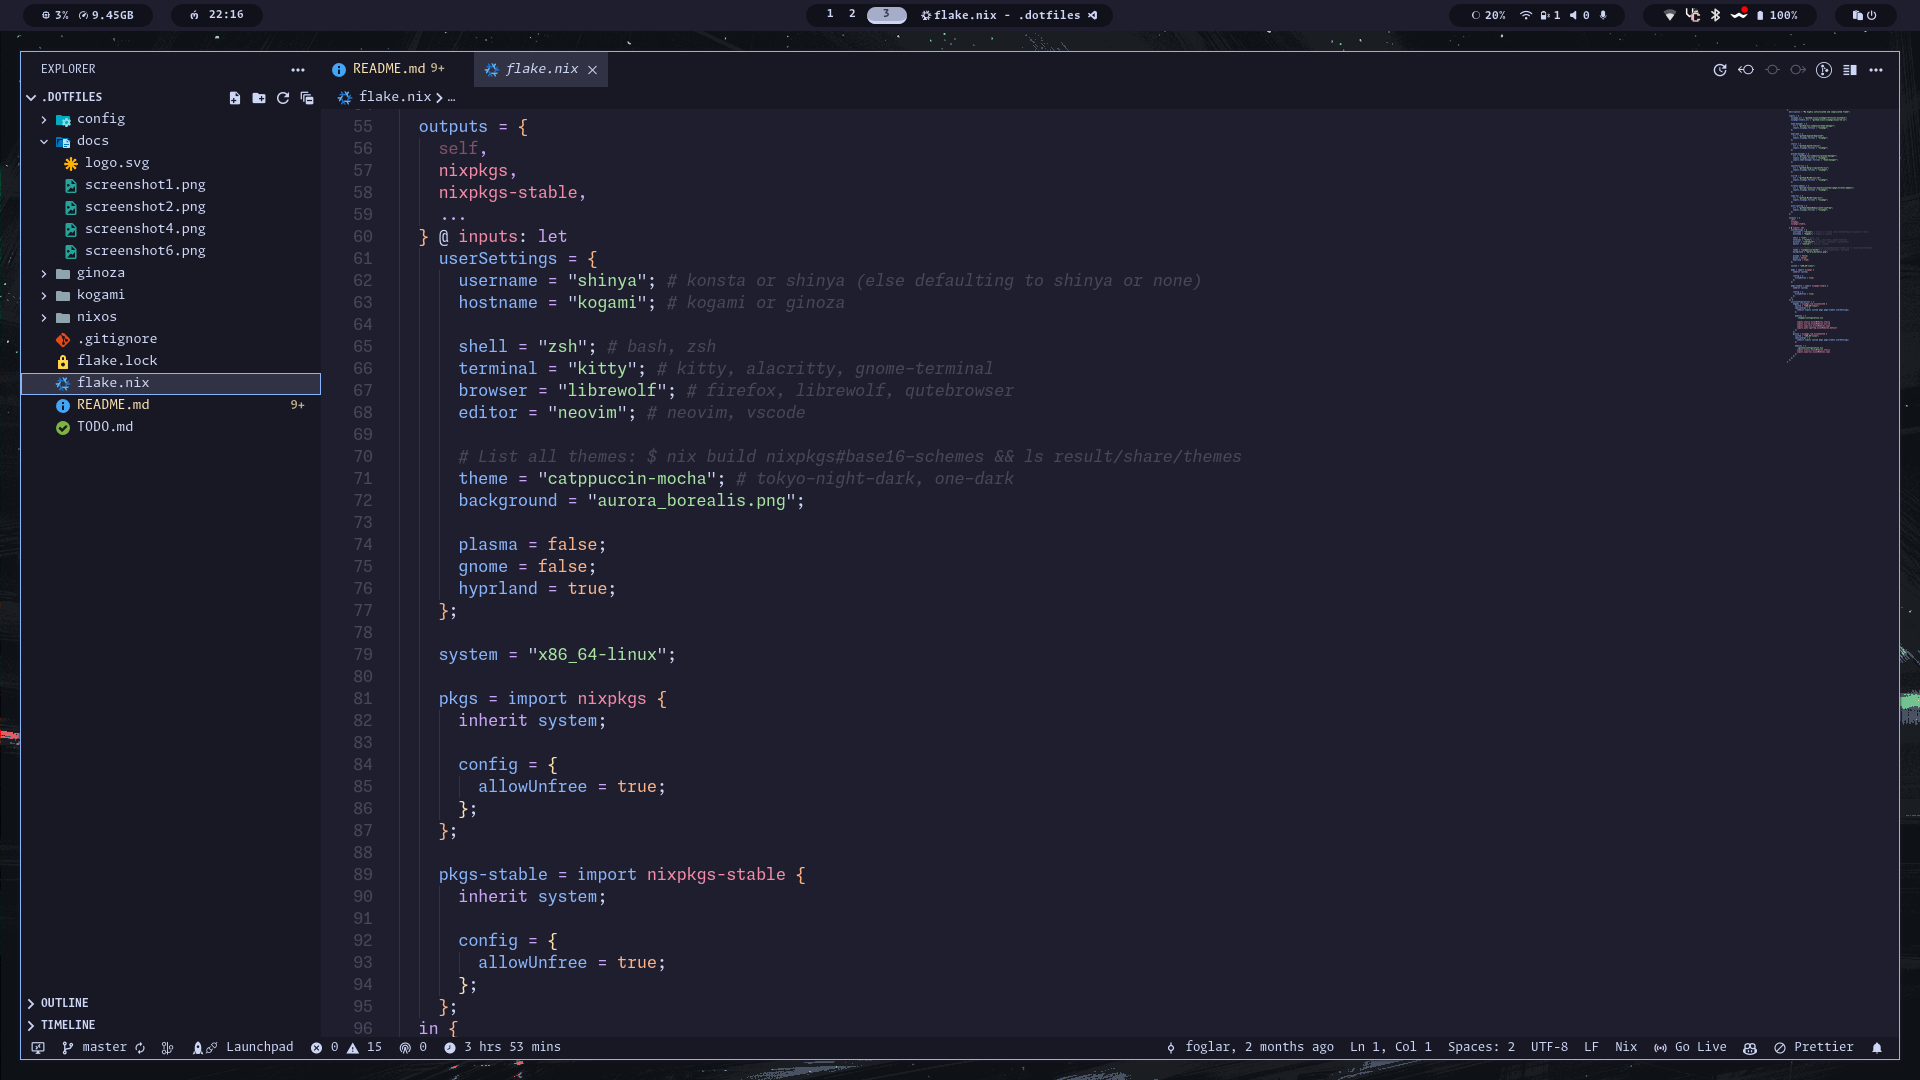 3% 9.45GB 22:16 1 2 3 flake.nix - .dotfiles 20% 1 0 100%
EXPLORER
README.md 9+
flake.nix
.DOTFILES
flake.nix > …
config
docs
logo.svg
screenshot1.png
screenshot2.png
screenshot4.png
screenshot6.png
ginoza
kogami
nixos
.gitignore
flake.lock
flake.nix
README.md 9+
TODO.md
OUTLINE
TIMELINE
55 outputs = {
56 self,
57 nixpkgs,
58 nixpkgs-stable,
59 ...
60 } @ inputs: let
61 userSettings = {
62 username = "shinya"; # konsta or shinya (else defaulting to shinya or none)
63 hostname = "kogami"; # kogami or ginoza
64
65 shell = "zsh"; # bash, zsh
66 terminal = "kitty"; # kitty, alacritty, gnome-terminal
67 browser = "librewolf"; # firefox, librewolf, qutebrowser
68 editor = "neovim"; # neovim, vscode
69
70 # List all themes: $ nix build nixpkgs#base16-schemes && ls result/share/themes
71 theme = "catppuccin-mocha"; # tokyo-night-dark, one-dark
72 background = "aurora_borealis.png";
73
74 plasma = false;
75 gnome = false;
76 hyprland = true;
77 };
78
79 system = "x86_64-linux";
80
81 pkgs = import nixpkgs {
82 inherit system;
83
84 config = {
85 allowUnfree = true;
86 };
87 };
88
89 pkgs-stable = import nixpkgs-stable {
90 inherit system;
91
92 config = {
93 allowUnfree = true;
94 };
95 };
96 in {
master Launchpad 0 15 0 3 hrs 53 mins foglar, 2 months ago Ln 1, Col 1 Spaces: 2 UTF-8 LF Nix Go Live Prettier